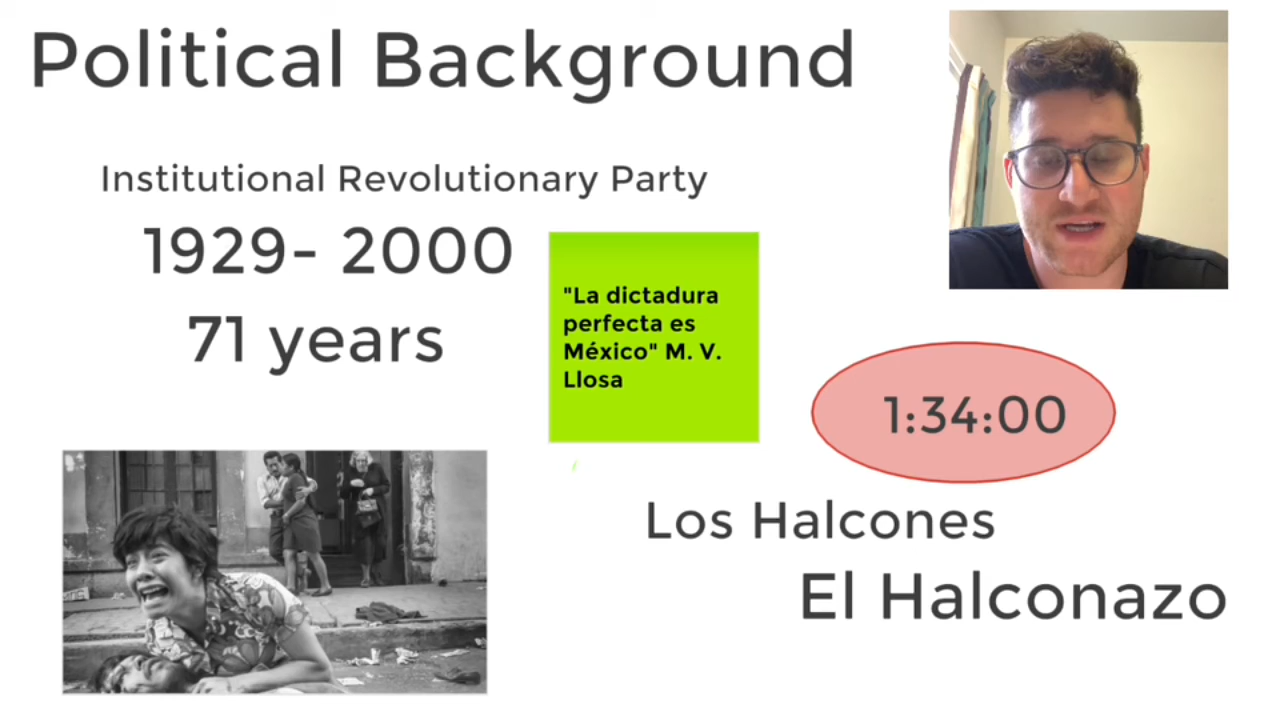 Political Background
Institutional Revolutionary Party
1929- 2000
71 years
"La dictadura
perfecta es
México" M. V.
Llosa
1:34:00
Los Halcones
El Halconazo